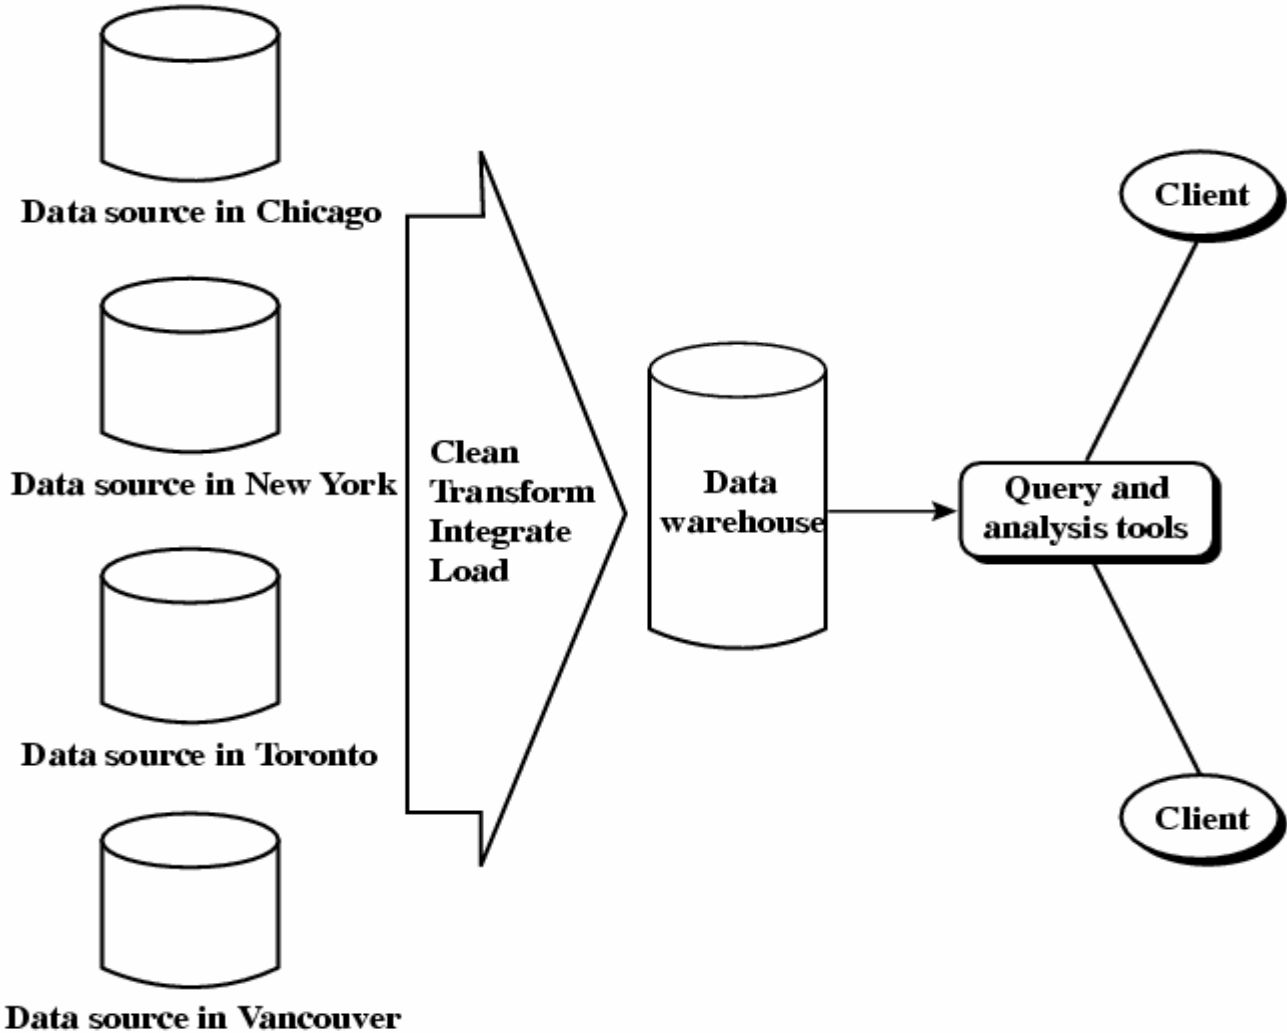 Data source in Chicago
Data source in New York
Data source in Toronto
Data source in Vancouver
Clean
Transform
Integrate
Load
Data
warehouse
Query and
analysis tools
Client
Client